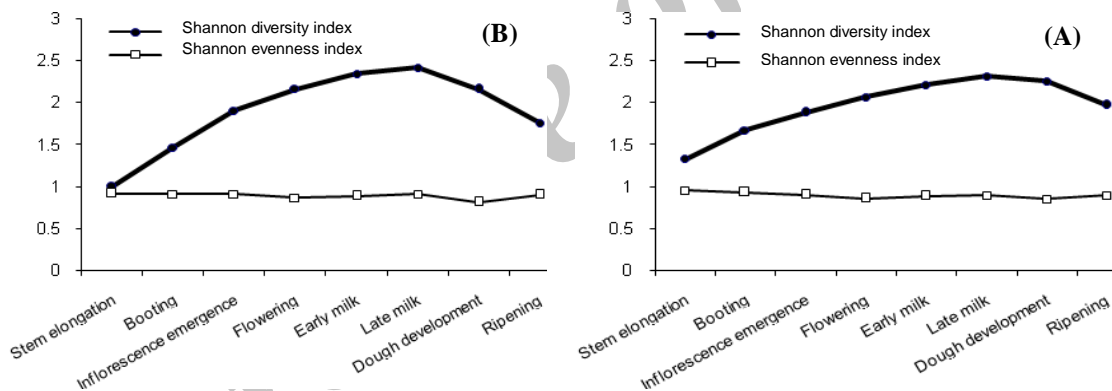 3
2.5
2
1.5
1
0.5
0
Shannon diversity index
Shannon evenness index
(B)
Stem elongation
Booting
Inflorescence emergence
Flowering
Early milk
Late milk
Dough development
Ripening
3
2.5
2
1.5
1
0.5
0
Shannon diversity index
Shannon evenness index
(A)
Stem elongation
Booting
Inflorescence emergence
Flowering
Early milk
Late milk
Dough development
Ripening